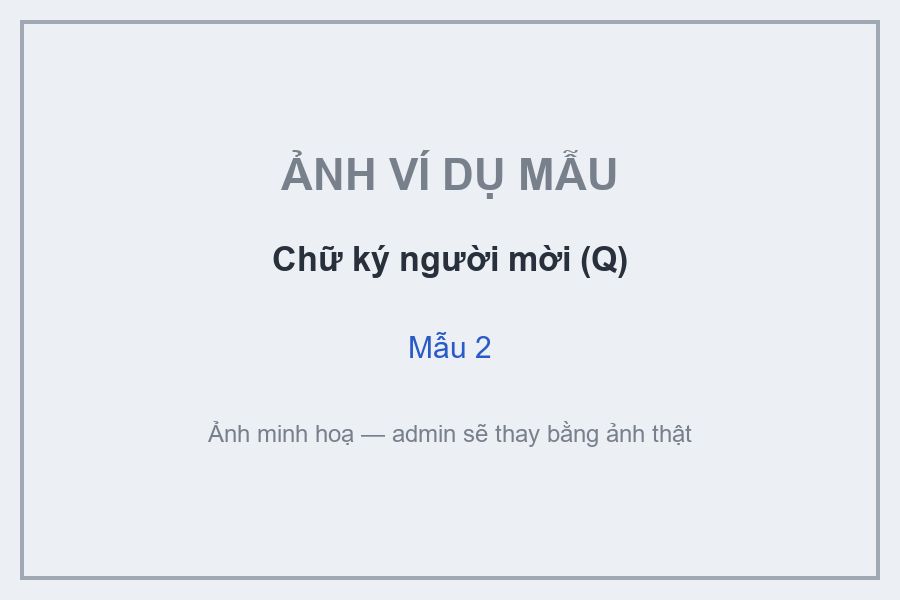 ẢNH VÍ DỤ MẪU
Chữ ký người mời (Q)
Mẫu 2
Ảnh minh hoạ — admin sẽ thay bằng ảnh thật